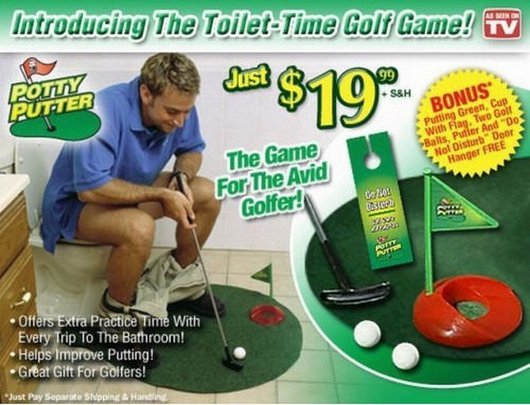 Introducing The Toilet-Time Golf Game!
AS SEEN ON
TV
POTTY
PUTTER
Just
$19.99
+ S&H
BONUS*
Putting Green, Cup
With Flag, Two Golf
Balls, Putter And "Do
Not Disturb" Door
Hanger FREE
The Game
For The Avid
Golfer!
Do Not
Disturb
POTTY
PUTTER
POTTY
PUTTER
• Offers Extra Practice Time With
Every Trip To The Bathroom!
• Helps Improve Putting!
• Great Gift For Golfers!
*Just Pay Separate Shipping & Handling.